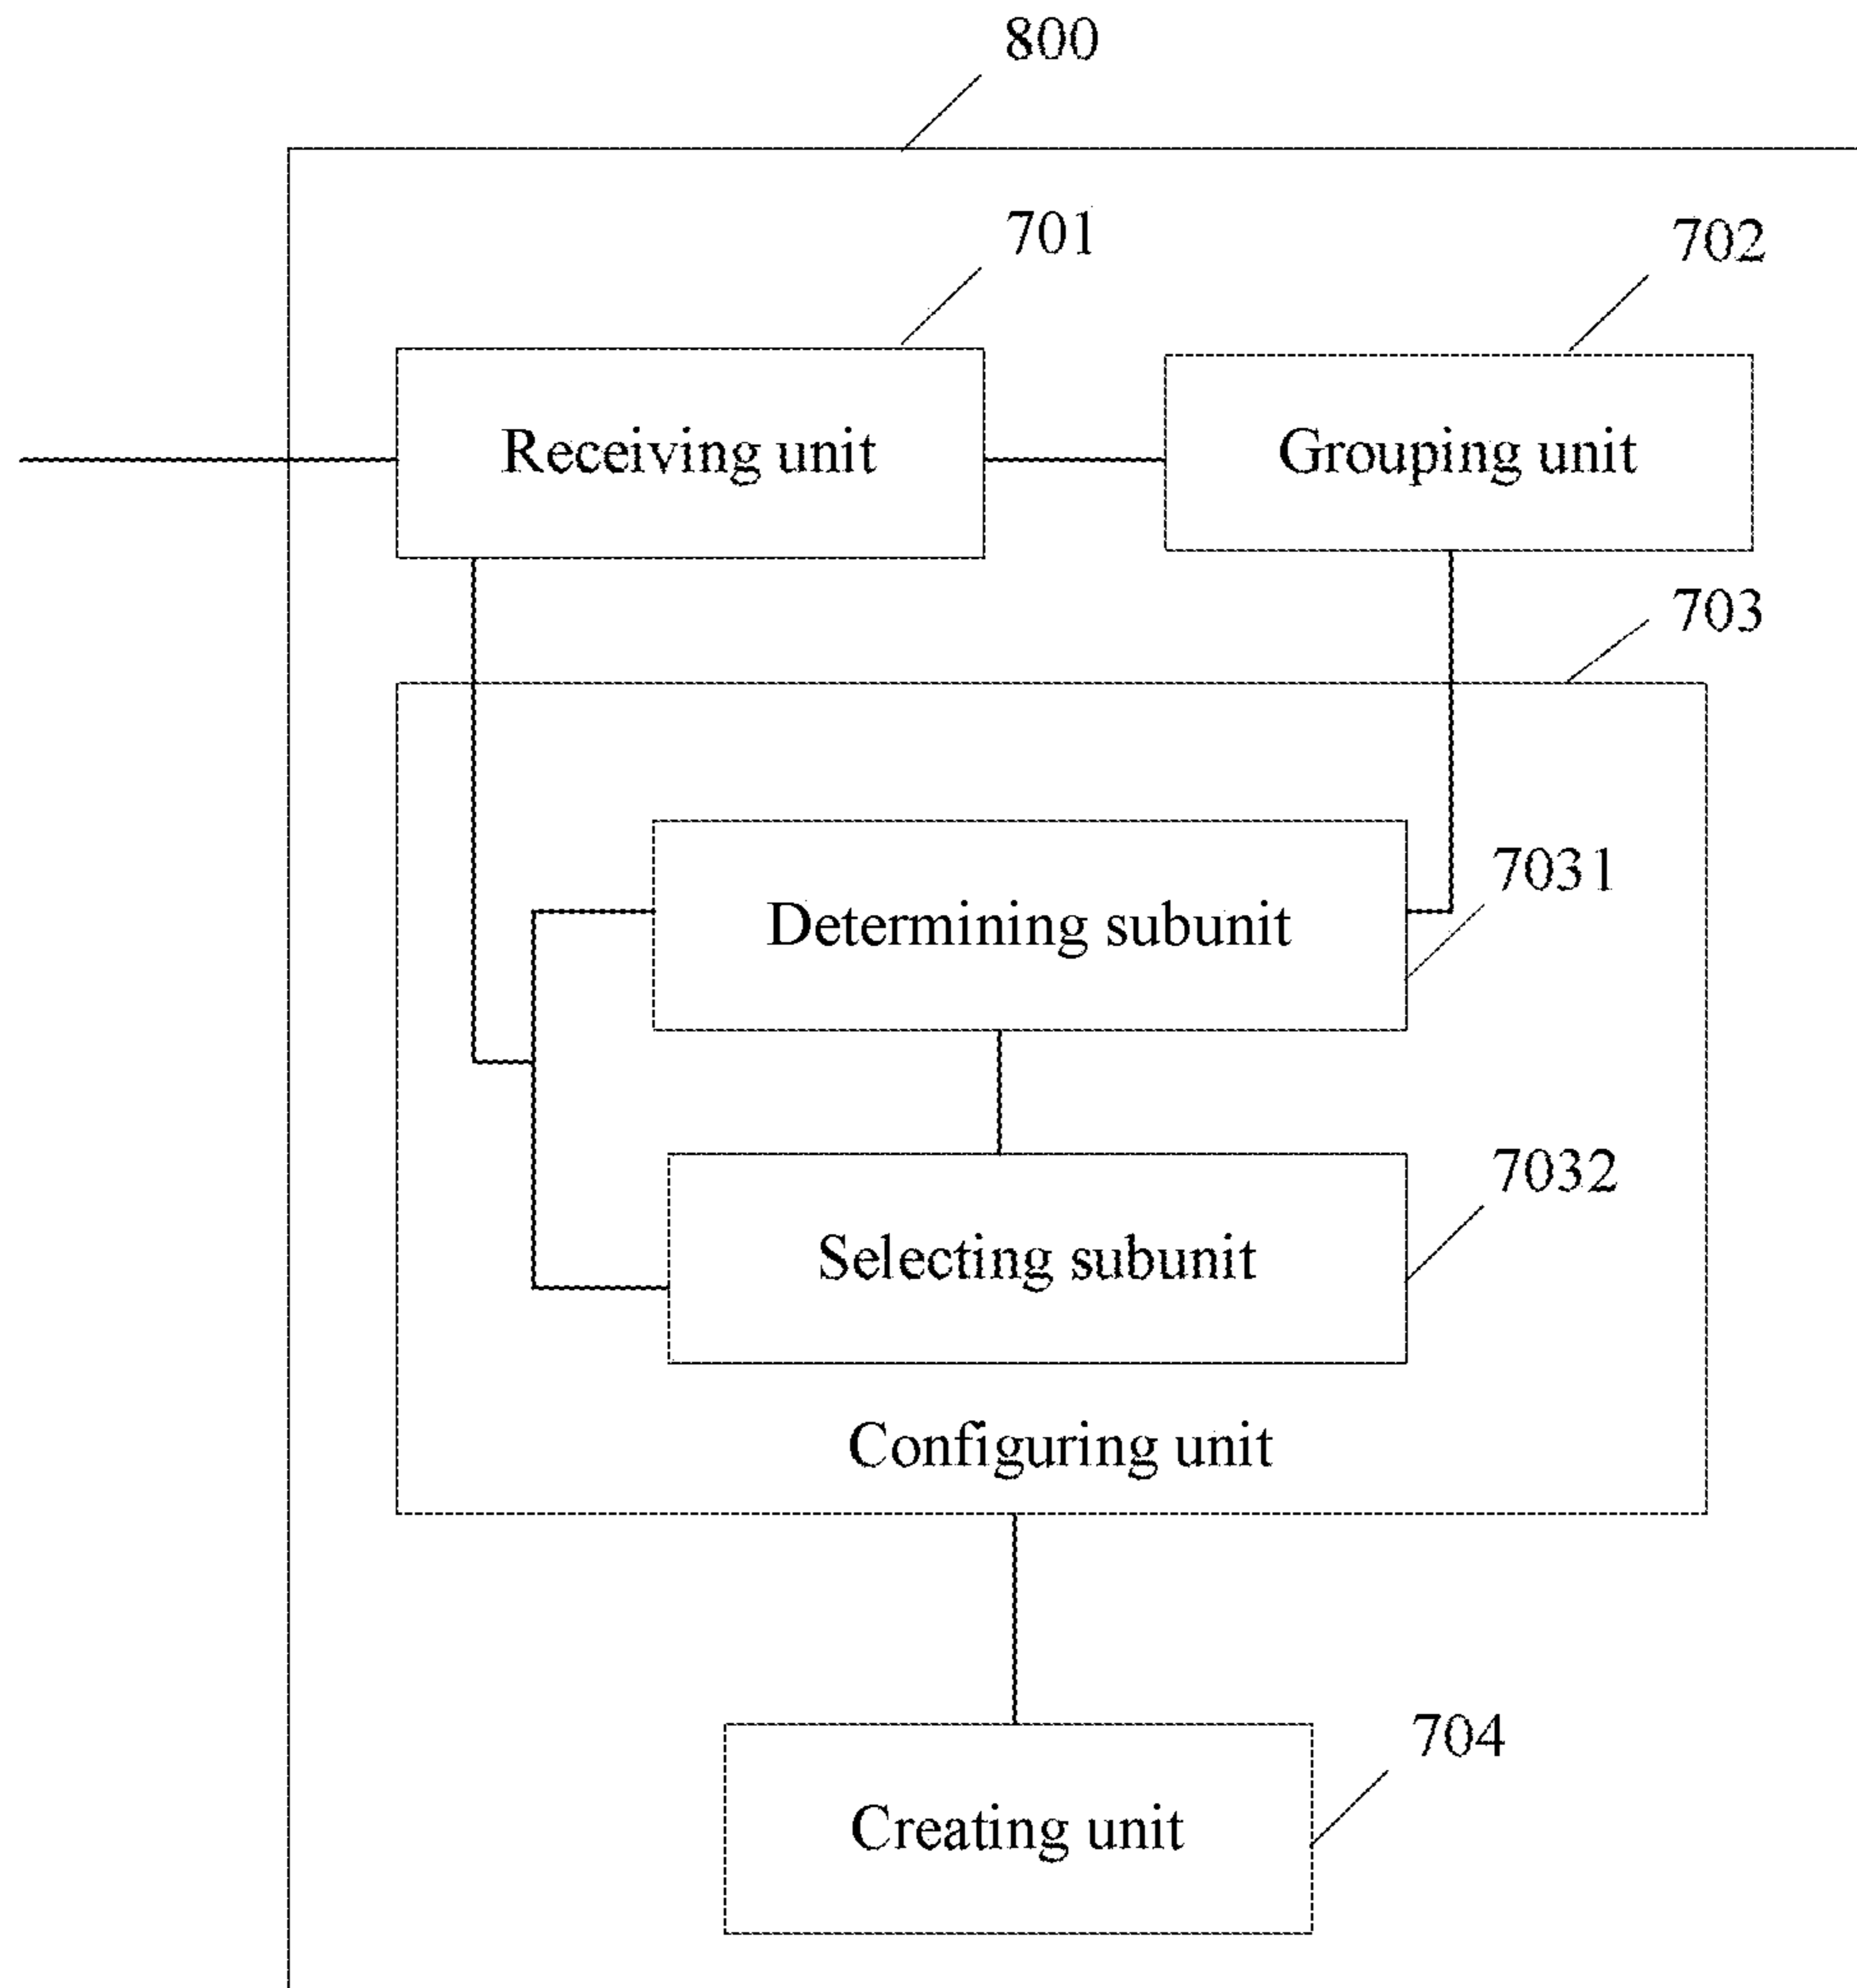 800
701
702
Receiving unit
Grouping unit
703
7031
Determining subunit
7032
Selecting subunit
Configuring unit
704
Creating unit